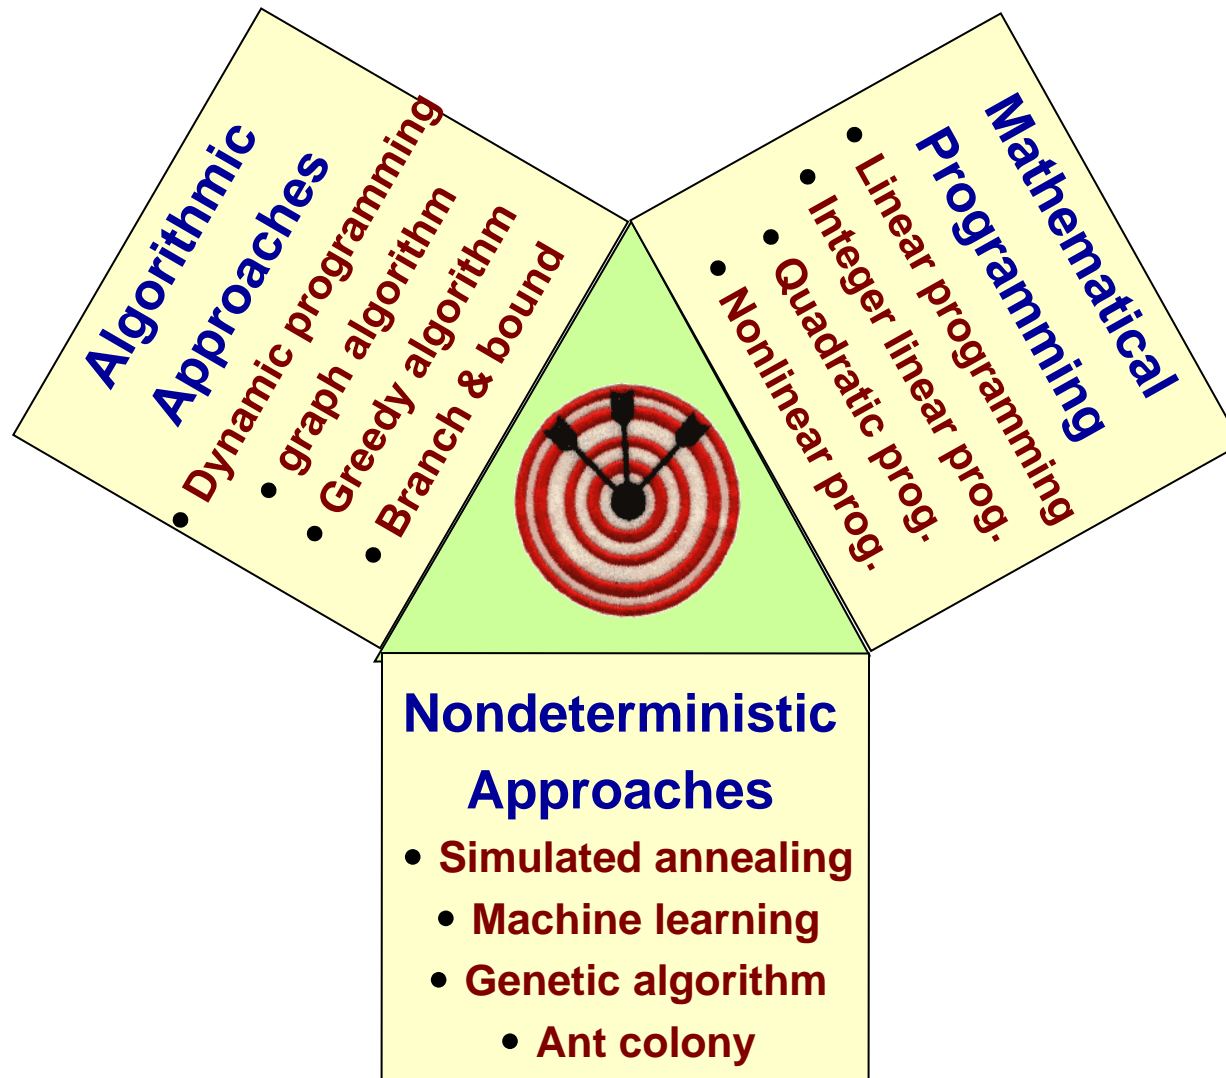 Algorithmic
Approaches
• Dynamic programming
• graph algorithm
• Greedy algorithm
• Branch & bound
Mathematical
Programming
• Linear programming
• Integer linear prog.
• Quadratic prog.
• Nonlinear prog.
Nondeterministic
Approaches
• Simulated annealing
• Machine learning
• Genetic algorithm
• Ant colony